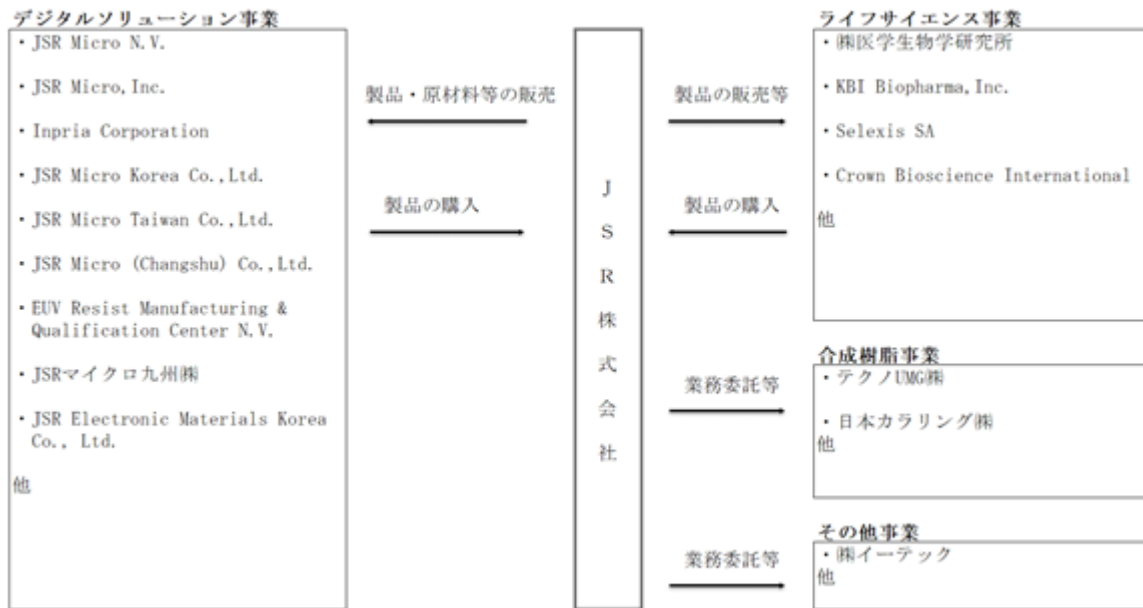 デジタルソリューション事業
・JSR Micro N.V.
・JSR Micro,Inc.
・Inpria Corporation
・JSR Micro Korea Co.,Ltd.
・JSR Micro Taiwan Co.,Ltd.
・JSR Micro (Changshu) Co.,Ltd.
・EUV Resist Manufacturing &
Qualification Center N.V.
・JSRマイクロ九州㈱
・JSR Electronic Materials Korea
Co., Ltd.
他
製品・原材料等の販売
製品の購入
JSR株式会社
製品の販売等
製品の購入
業務委託等
業務委託等
ライフサイエンス事業
・㈱医学生物学研究所
・KBI Biopharma,Inc.
・Selexis SA
・Crown Bioscience International
他
合成樹脂事業
・テクノUMG㈱
・日本カラリング㈱
他
その他事業
・㈱イーテック
他